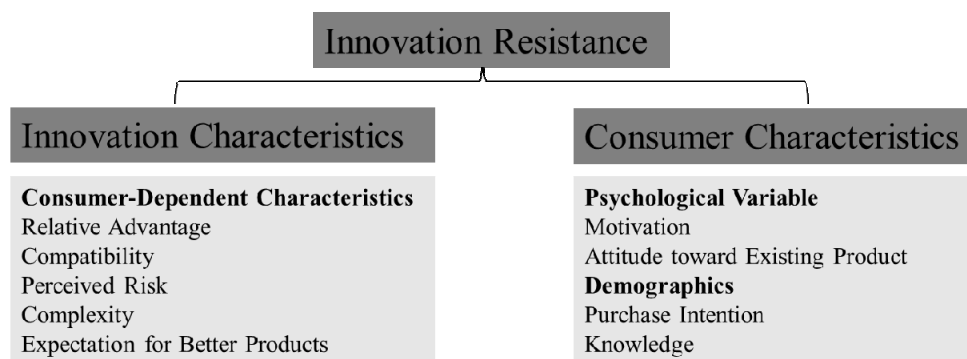 Innovation Resistance
Innovation Characteristics
Consumer-Dependent Characteristics
Relative Advantage
Compatibility
Perceived Risk
Complexity
Expectation for Better Products
Consumer Characteristics
Psychological Variable
Motivation
Attitude toward Existing Product
Demographics
Purchase Intention
Knowledge